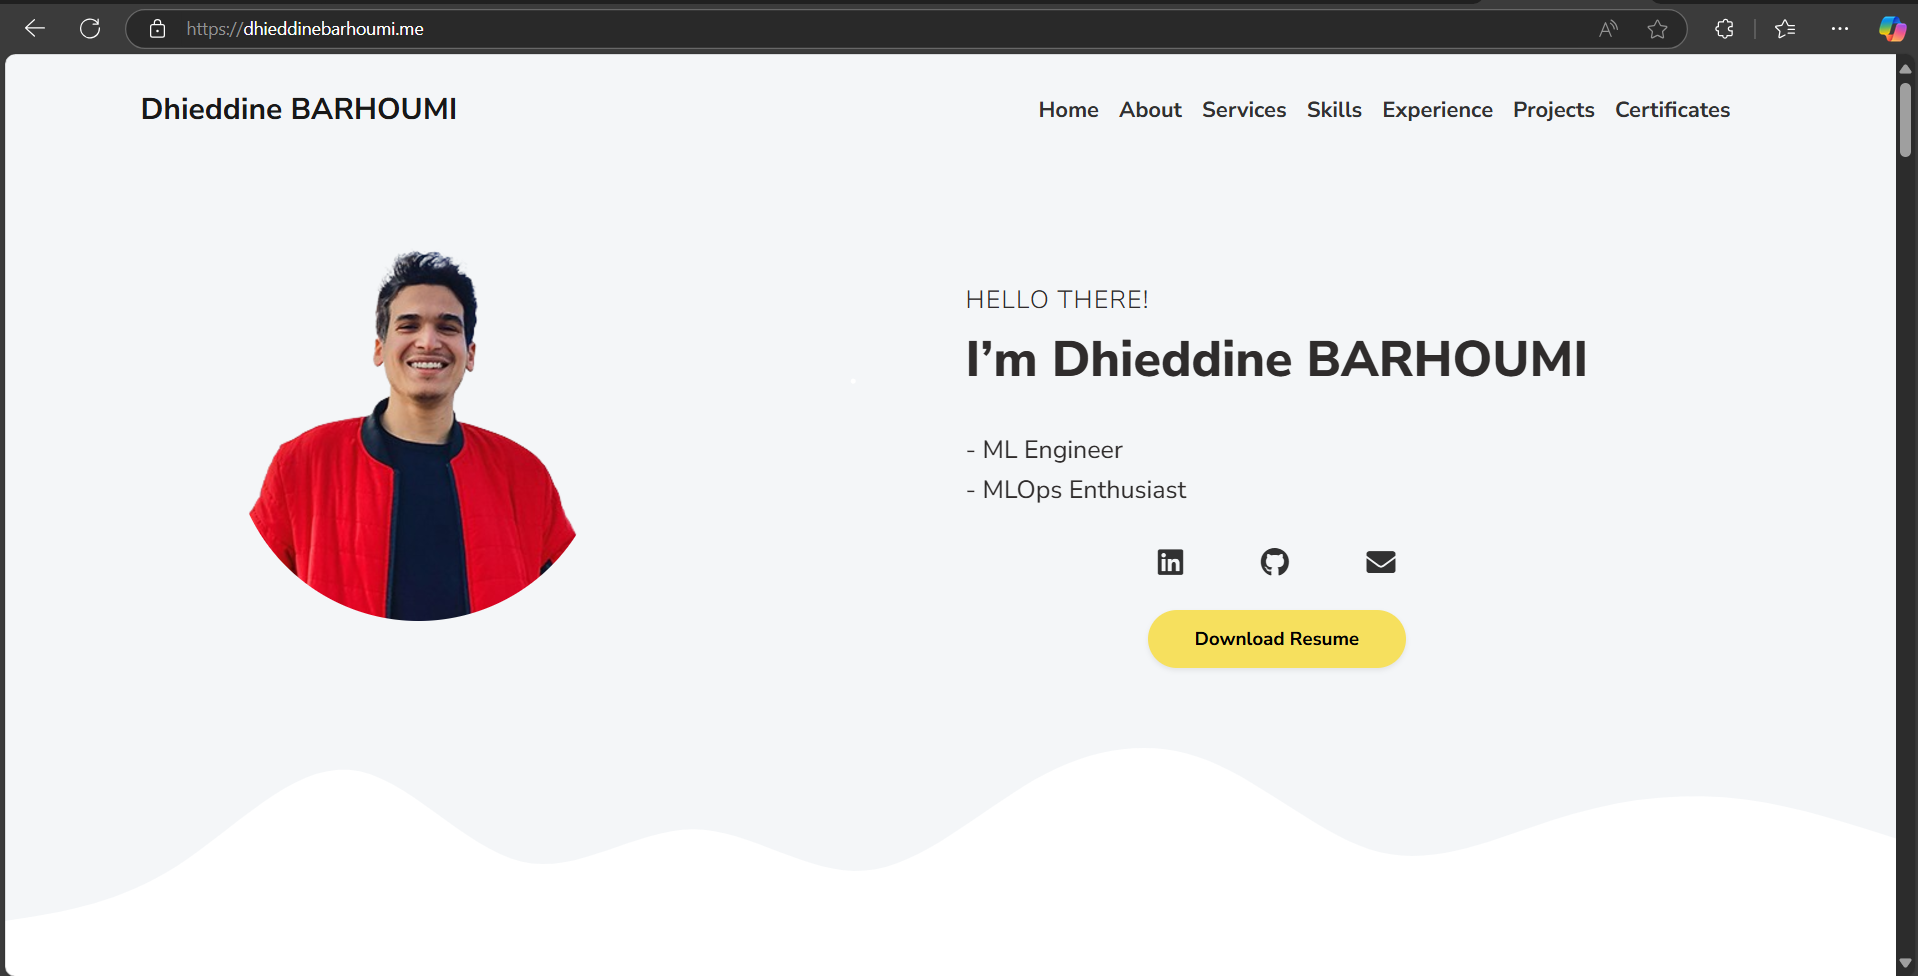 https://dhieddinebarhoumi.me
Dhieddine BARHOUMI
Home About Services Skills Experience Projects Certificates
HELLO THERE!
I’m Dhieddine BARHOUMI
- ML Engineer
- MLOps Enthusiast
Download Resume